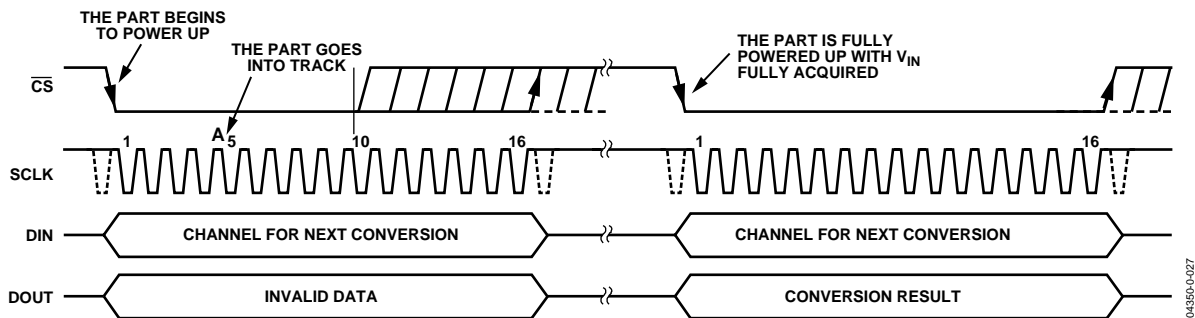 THE PART BEGINS
TO POWER UP
THE PART GOES
INTO TRACK
THE PART IS FULLY
POWERED UP WITH VIN
FULLY ACQUIRED
CS
A
1 5 10 16 1 16
SCLK
DIN CHANNEL FOR NEXT CONVERSION CHANNEL FOR NEXT CONVERSION
DOUT INVALID DATA CONVERSION RESULT
04350-0-027